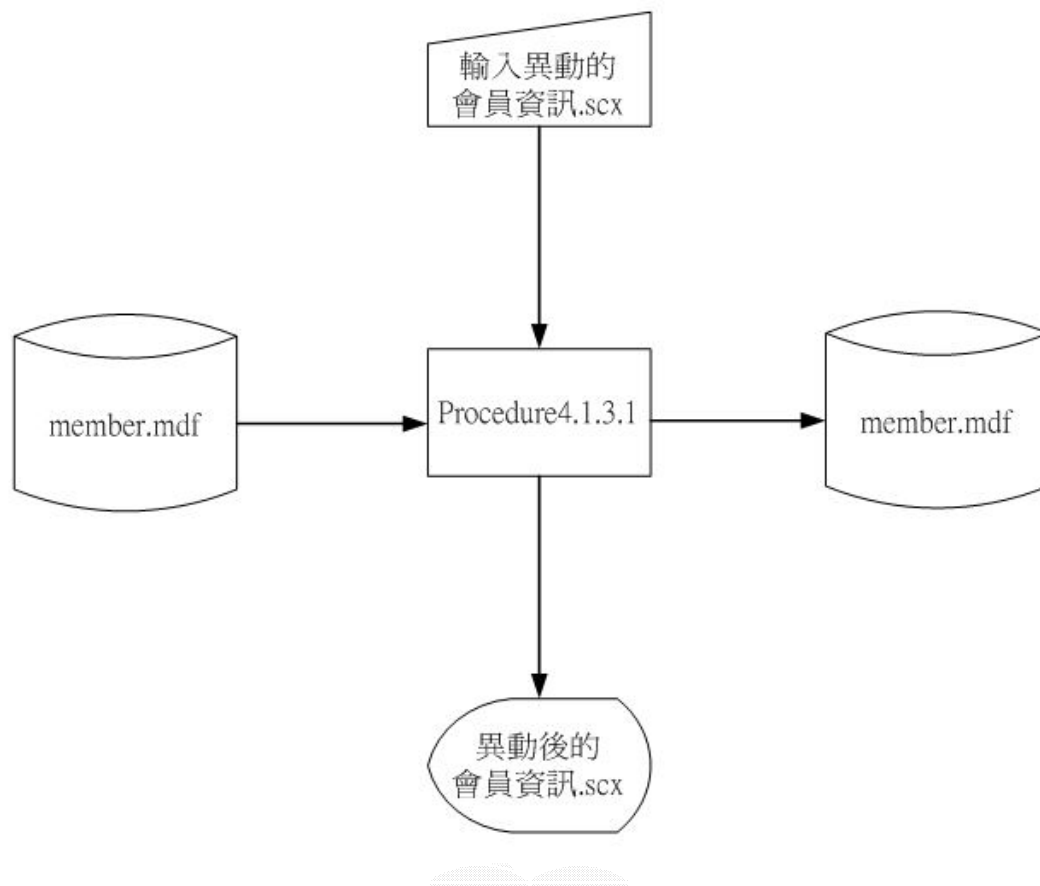 輸入異動的
會員資訊.scx
member.mdf
Procedure4.1.3.1
member.mdf
異動後的
會員資訊.scx